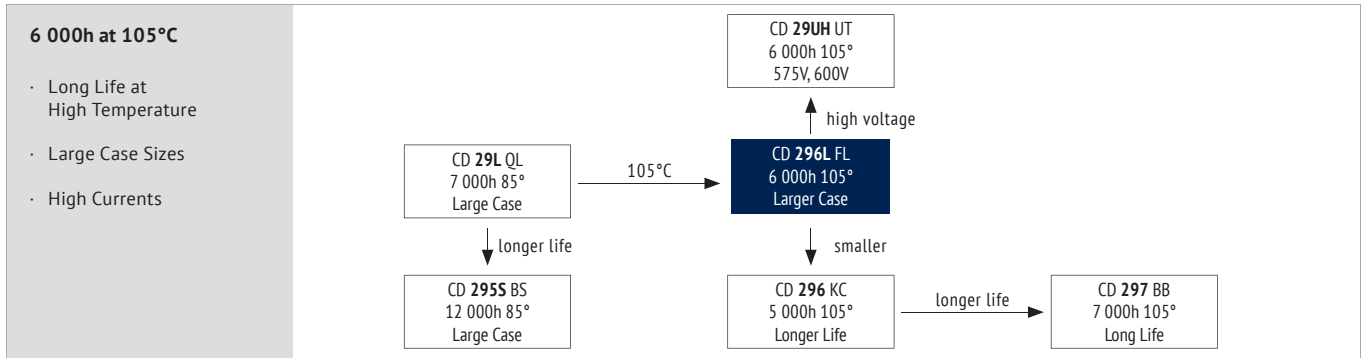 6 000h at 105°C
· Long Life at
High Temperature
· Large Case Sizes
· High Currents
CD 29UH UT
6 000h 105°
575V, 600V
high voltage
CD 29L QL
7 000h 85°
Large Case
105°C
CD 296L FL
6 000h 105°
Larger Case
longer life
smaller
CD 295S BS
12 000h 85°
Large Case
CD 296 KC
5 000h 105°
Longer Life
longer life
CD 297 BB
7 000h 105°
Long Life